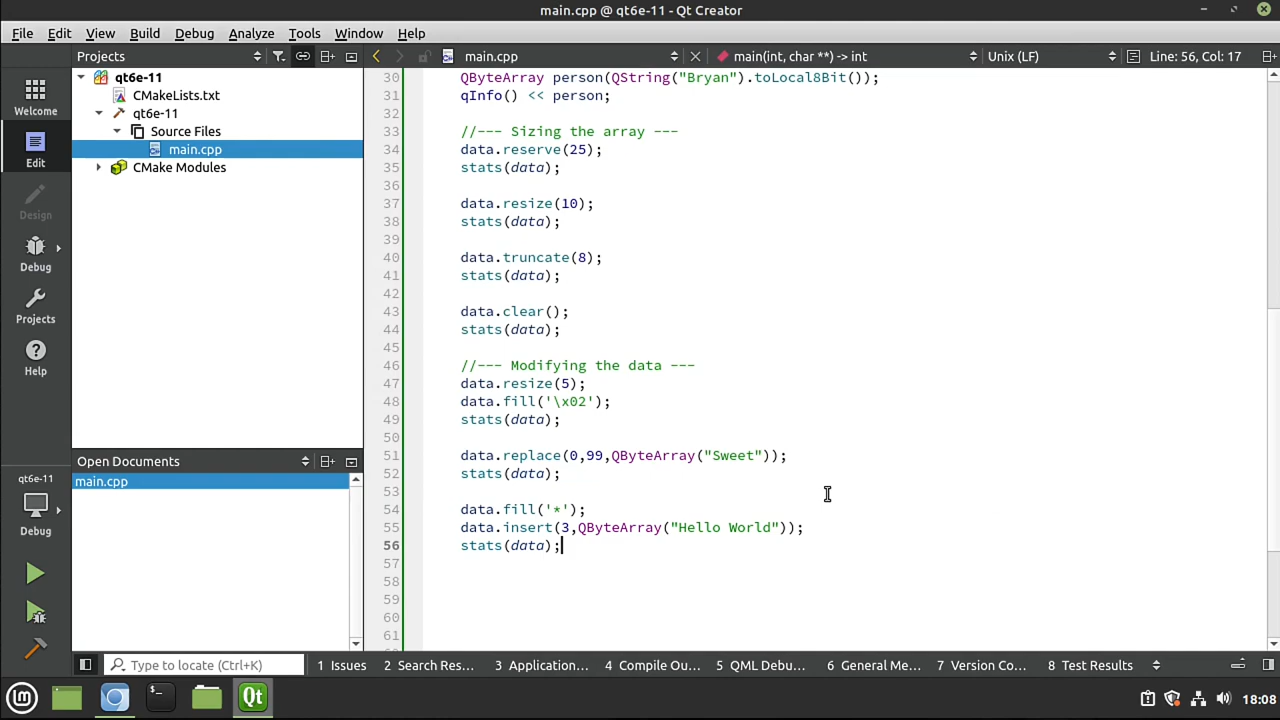 main.cpp @ qt6e-11 - Qt Creator
File Edit View Build Debug Analyze Tools Window Help
Projects
main.cpp
main(int, char **) -> int
Unix (LF)
Line: 56, Col: 17
Welcome
Edit
Design
Debug
Projects
Help
qt6e-11
Debug
qt6e-11
CMakeLists.txt
qt6e-11
Source Files
main.cpp
CMake Modules
Open Documents
main.cpp
30 QByteArray person(QString("Bryan").toLocal8Bit());
31 qInfo() << person;
32
33 //--- Sizing the array ---
34 data.reserve(25);
35 stats(data);
36
37 data.resize(10);
38 stats(data);
39
40 data.truncate(8);
41 stats(data);
42
43 data.clear();
44 stats(data);
45
46 //--- Modifying the data ---
47 data.resize(5);
48 data.fill('\x02');
49 stats(data);
50
51 data.replace(0,99,QByteArray("Sweet"));
52 stats(data);
53
54 data.fill('*');
55 data.insert(3,QByteArray("Hello World"));
56 stats(data);
57
58
59
60
61
Type to locate (Ctrl+K)
1 Issues
2 Search Res...
3 Application...
4 Compile Ou...
5 QML Debu...
6 General Me...
7 Version Co...
8 Test Results
18:08